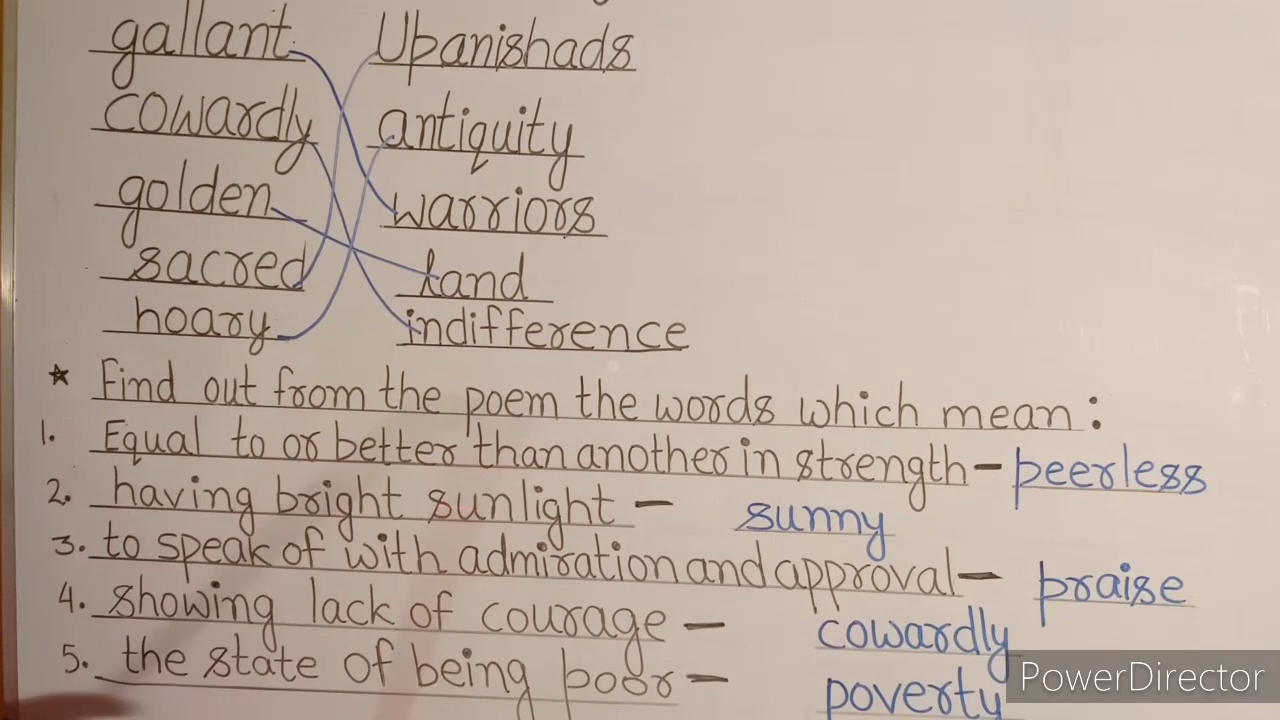 gallant Upanishads
cowardly antiquity
golden warriors
sacred land
hoary indifference
★ Find out from the poem the words which mean:
1. Equal to or better than another in strength - peerless
2. having bright sunlight - sunny
3. to speak of with admiration and approval - praise
4. showing lack of courage - cowardly
5. the state of being poor - poverty
PowerDirector